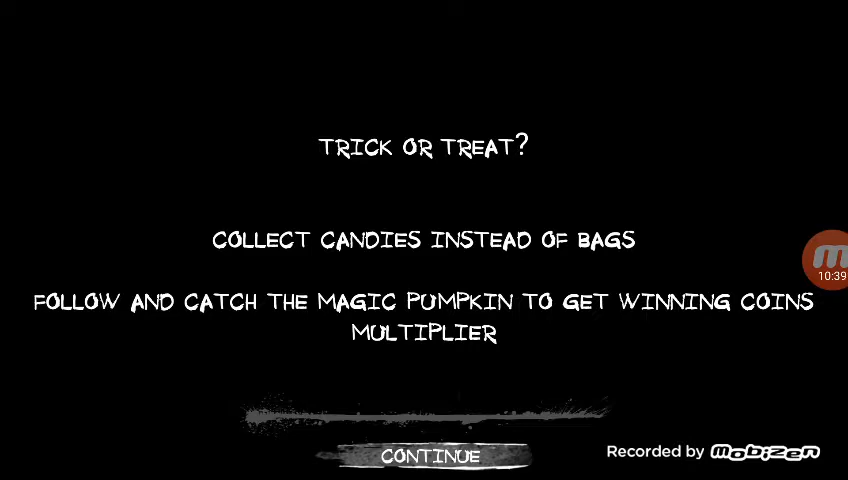 TRICK OR TREAT?
COLLECT CANDIES INSTEAD OF BAGS
FOLLOW AND CATCH THE MAGIC PUMPKIN TO GET WINNING COINS
MULTIPLIER
10:39
CONTINUE
Recorded by Mobizen